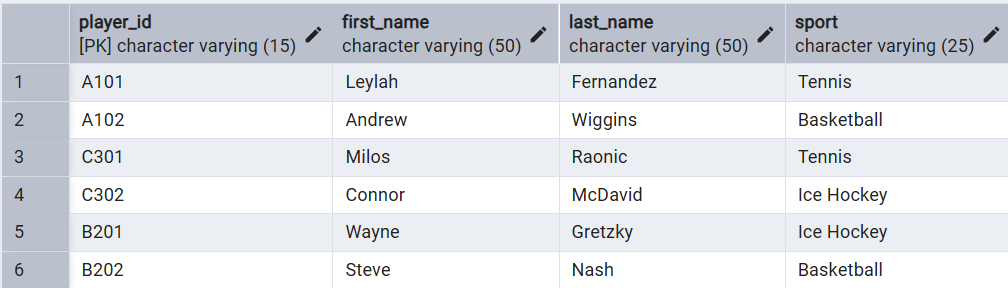 player_id first_name last_name sport
[PK] character varying (15) character varying (50) character varying (50) character varying (25)
1 A101 Leylah Fernandez Tennis
2 A102 Andrew Wiggins Basketball
3 C301 Milos Raonic Tennis
4 C302 Connor McDavid Ice Hockey
5 B201 Wayne Gretzky Ice Hockey
6 B202 Steve Nash Basketball